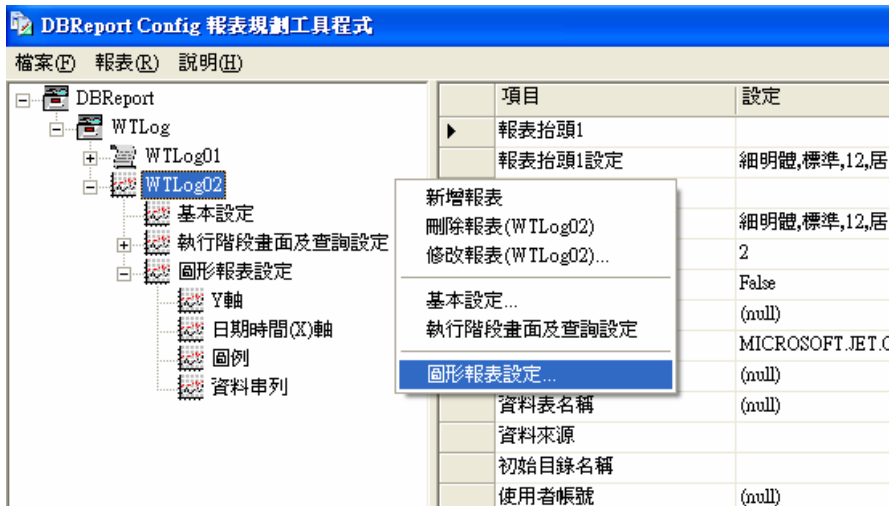 DBReport Config 報表規劃工具程式
檔案(F) 報表(R) 說明(H)
DBReport
WTLog
WTLog01
WTLog02
基本設定
執行階段畫面及查詢設定
圖形報表設定
Y軸
日期時間(X)軸
圖例
資料串列
新增報表
刪除報表(WTLog02)
修改報表(WTLog02)...
基本設定...
執行階段畫面及查詢設定
圖形報表設定...
項目 設定
報表抬頭1
報表抬頭1設定 細明體,標準,12,居
細明體,標準,12,居
2
False
(null)
MICROSOFT.JET.O
(null)
資料表名稱 (null)
資料來源
初始目錄名稱
使用者帳號 (null)